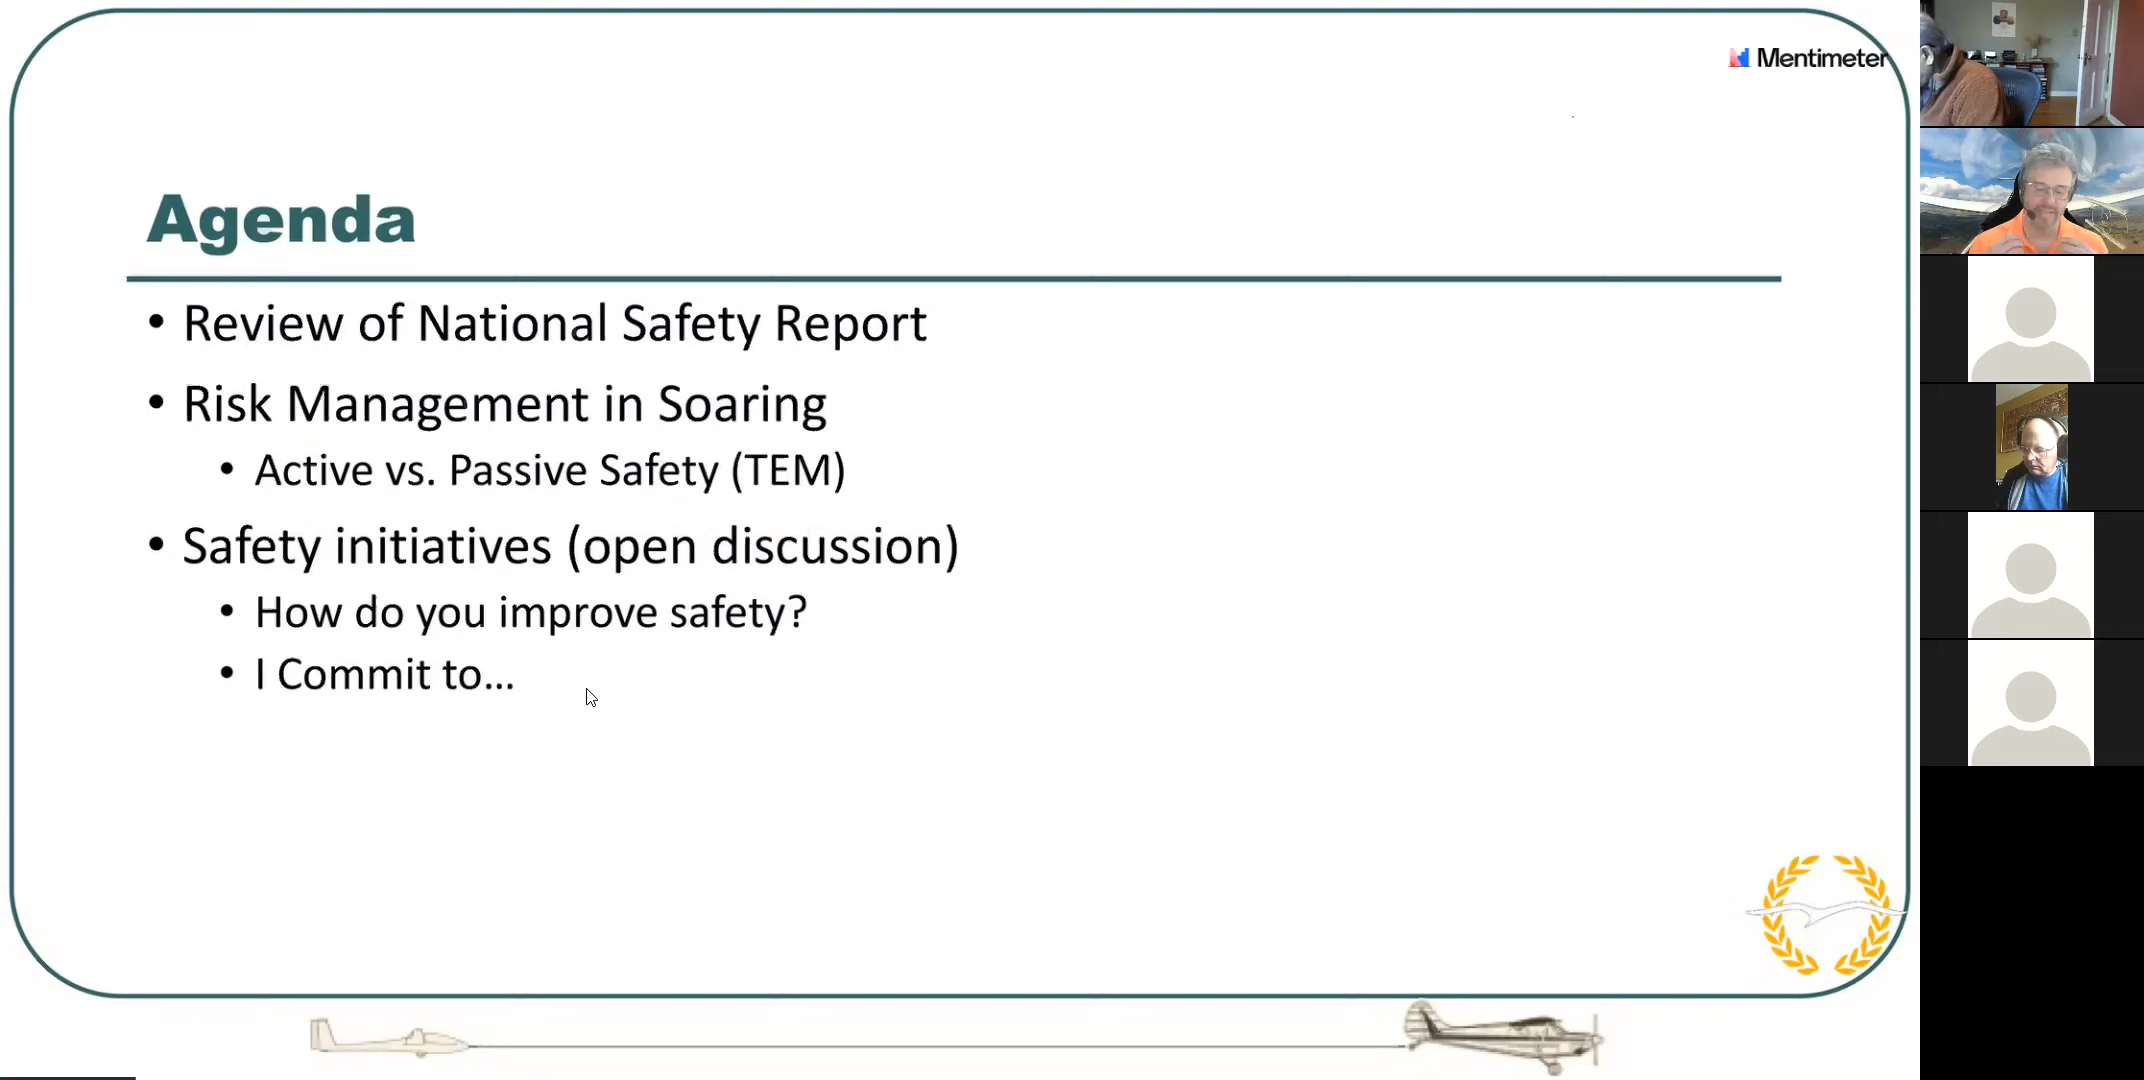 Mentimeter
Agenda
• Review of National Safety Report
• Risk Management in Soaring
• Active vs. Passive Safety (TEM)
• Safety initiatives (open discussion)
• How do you improve safety?
• I Commit to...